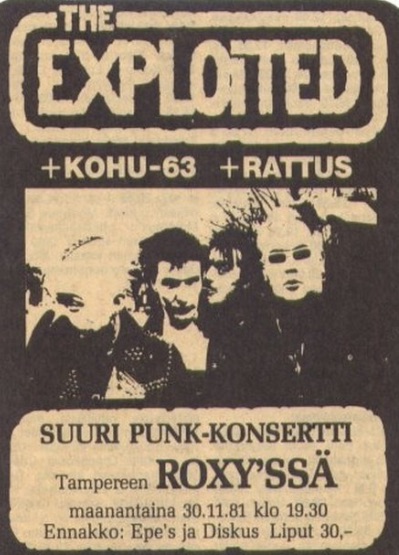 THE
EXPLOITED
+KOHU-63 +RATTUS
SUURI PUNK-KONSERTTI
Tampereen ROXY'SSÄ
maanantaina 30.11.81 klo 19.30
Ennakko: Epe's ja Diskus Liput 30,-